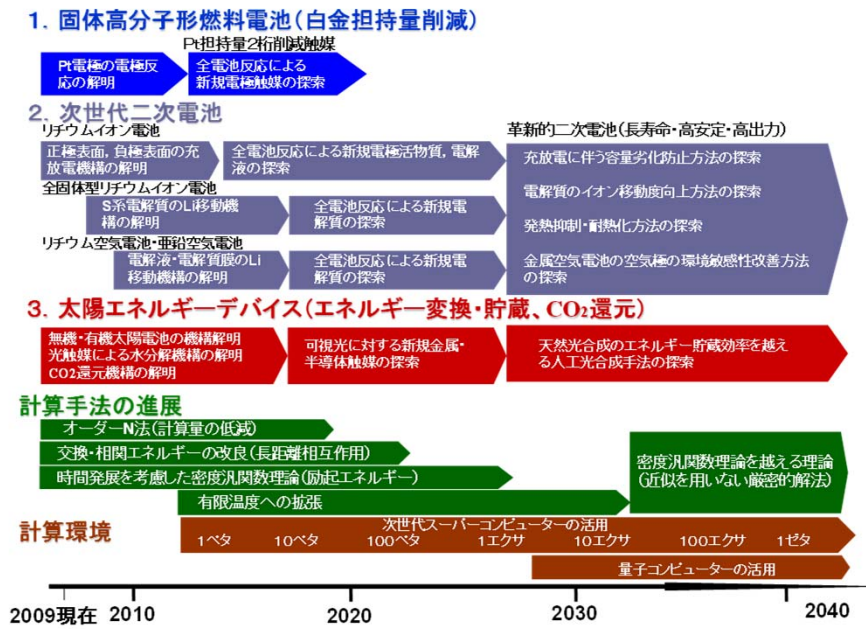 1. 固体高分子形燃料電池（白金担持量削減）
Pt担持量2桁削減触媒
Pt電極の電極反
応の解明
全電池反応による
新規電極触媒の探索
2. 次世代二次電池
リチウムイオン電池
正極表面，負極表面の充
放電機構の解明
全電池反応による新規電極活物質，電解
液の探索
全固体型リチウムイオン電池
S系電解質のLi移動機
構の解明
全電池反応による新規電
解質の探索
リチウム空気電池・亜鉛空気電池
電解液・電解質膜のLi
移動機構の解明
全電池反応による新規電
解質の探索
革新的二次電池（長寿命・高安定・高出力）
充放電に伴う容量劣化防止方法の探索
電解質のイオン移動度向上方法の探索
発熱抑制・耐熱化方法の探索
金属空気電池の空気極の環境敏感性改善方法
の探索
3. 太陽エネルギーデバイス（エネルギー変換・貯蔵、CO₂還元）
無機・有機太陽電池の機構解明
光触媒による水分解機構の解明
CO2還元機構の解明
可視光に対する新規金属・
半導体触媒の探索
天然光合成のエネルギー貯蔵効率を越え
る人工光合成手法の探索
計算手法の進展
オーダーN法（計算量の低減）
交換・相関エネルギーの改良（長距離相互作用）
時間発展を考慮した密度汎関数理論（励起エネルギー）
有限温度への拡張
密度汎関数理論を越える理論
（近似を用いない厳密的解法）
計算環境
次世代スーパーコンピューターの活用
1ペタ 10ペタ 100ペタ 1エクサ 10エクサ 100エクサ 1ゼタ
量子コンピューターの活用
2009現在 2010 2020 2030 2040